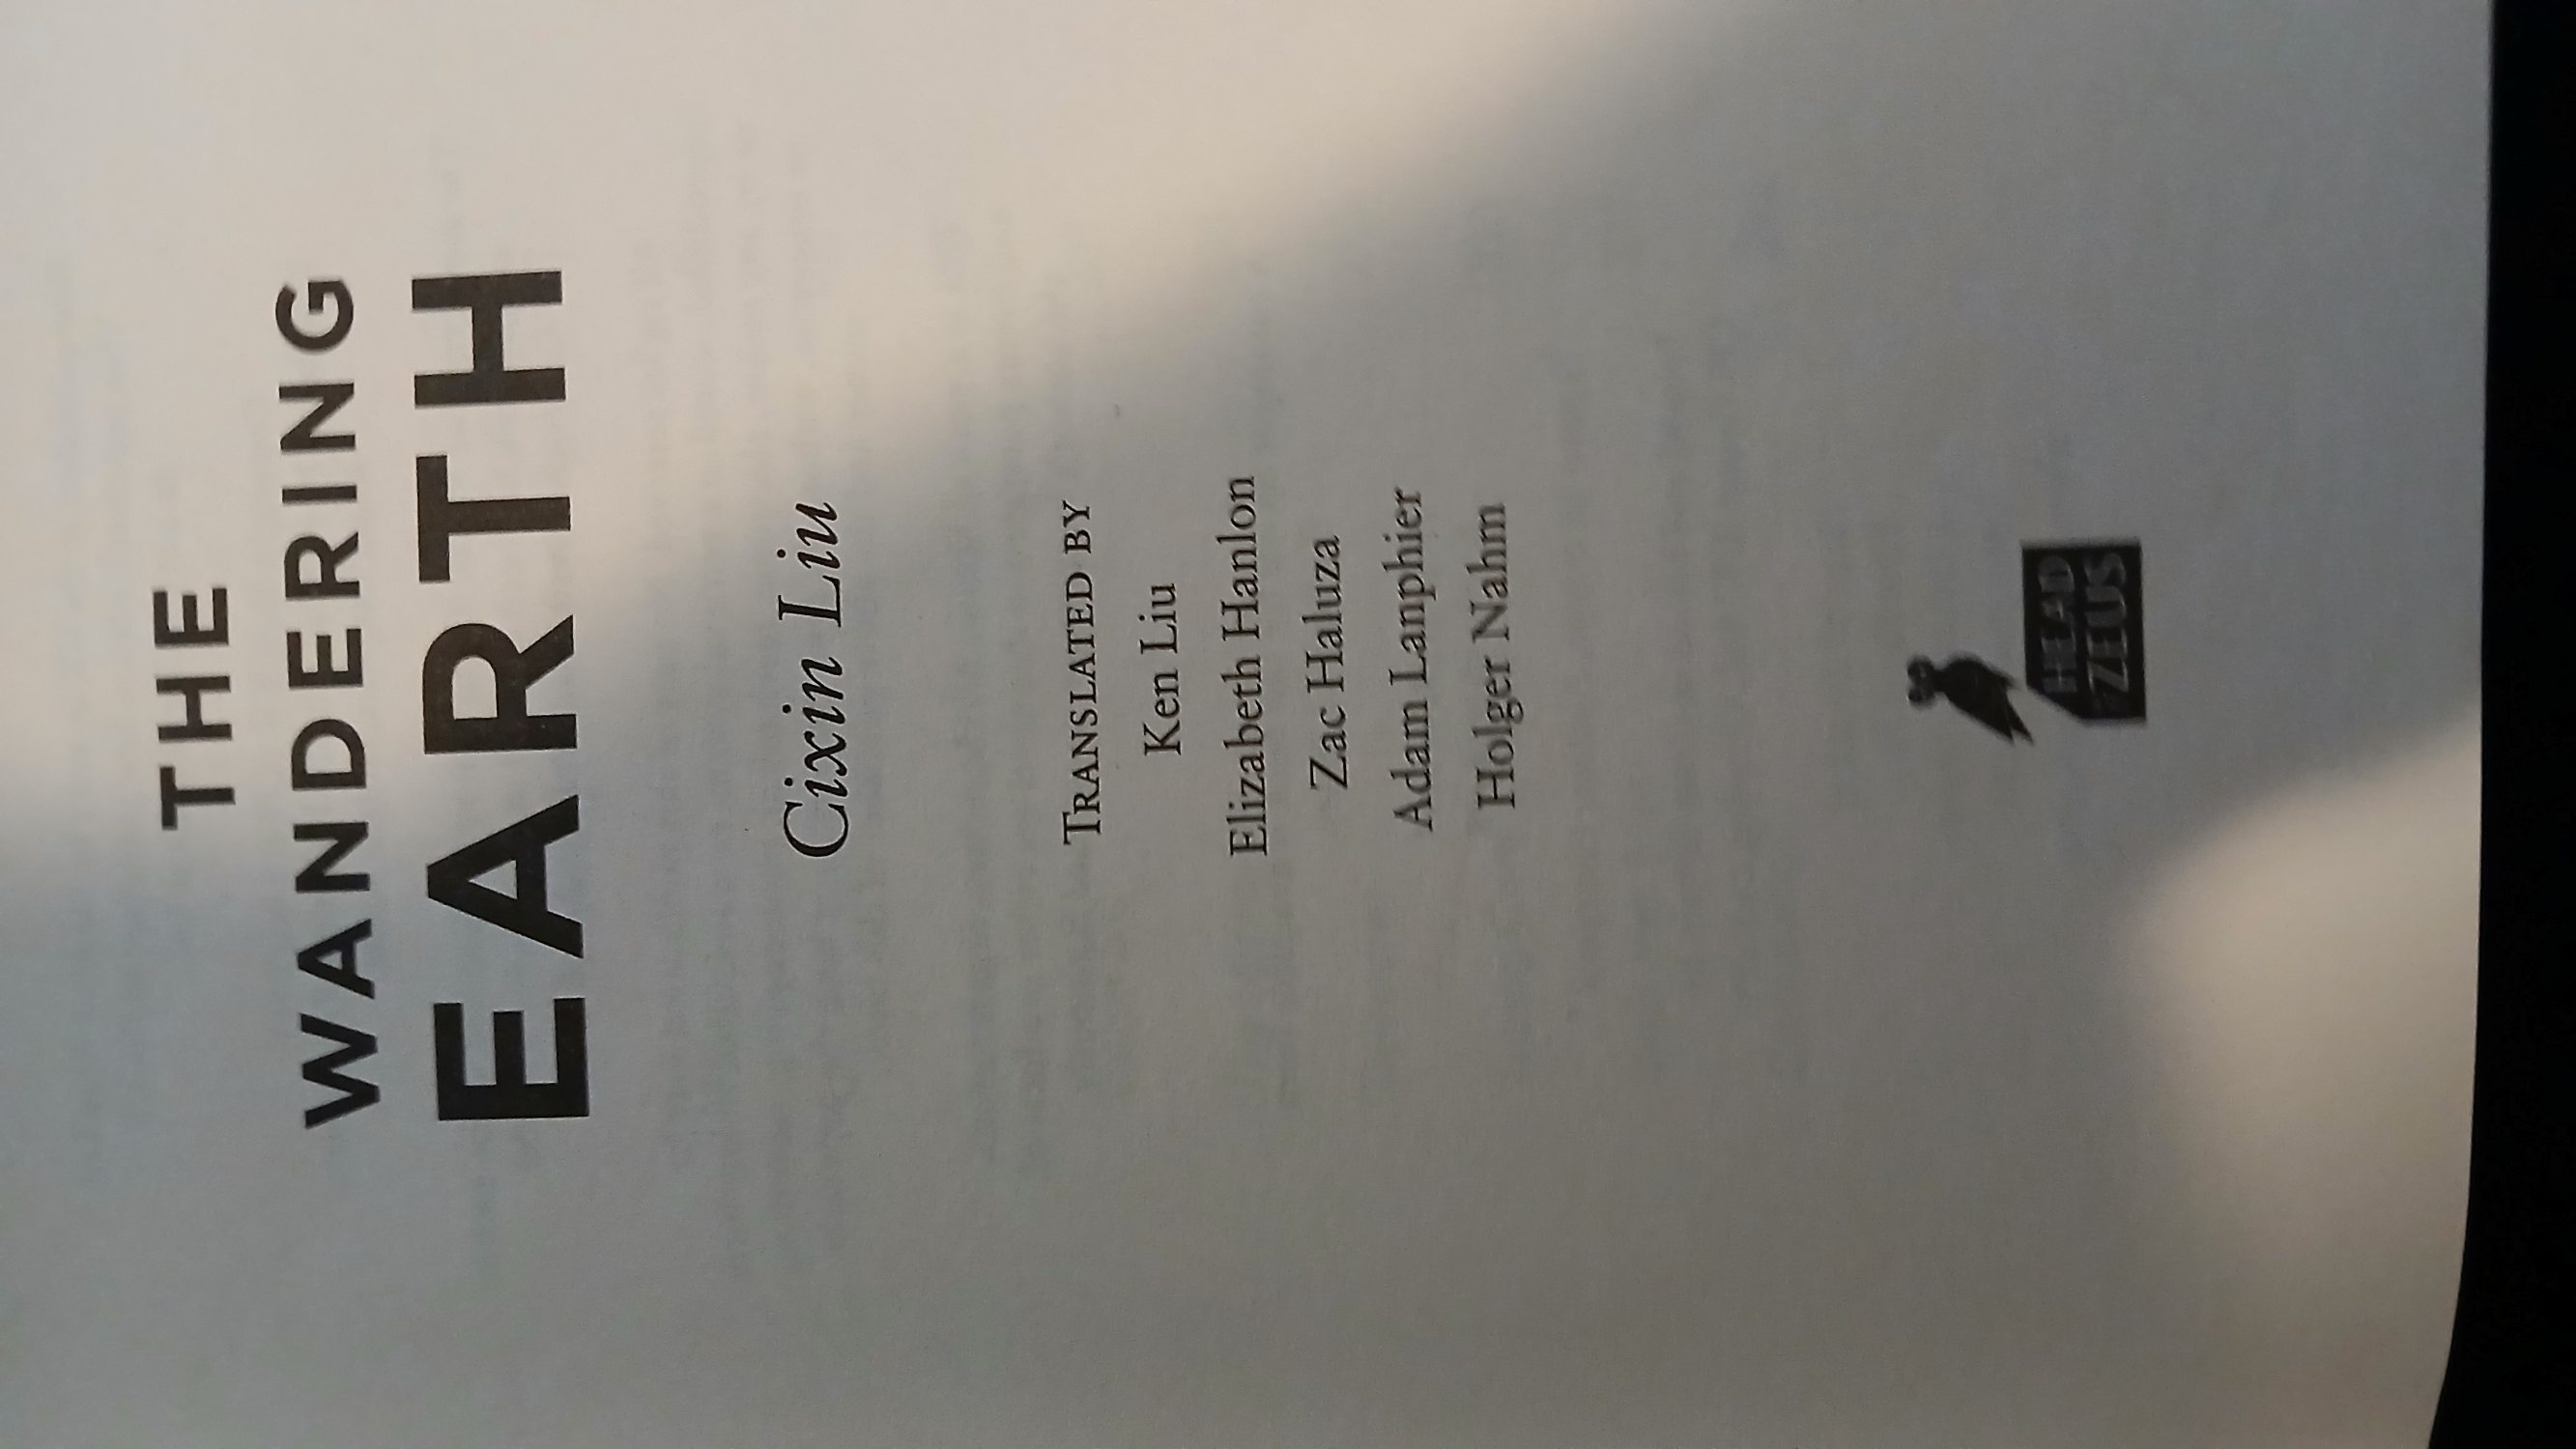 THE
WANDERING
EARTH
Cixin Liu
TRANSLATED BY
Ken Liu
Elizabeth Hanlon
Zac Haluza
Adam Lanphier
Holger Nahm
HEAD
ZEUS